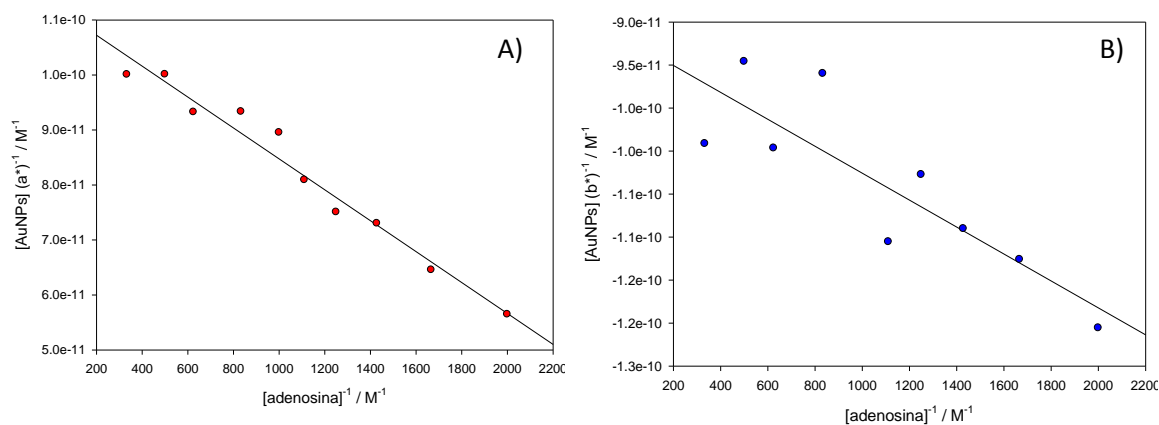 A)
[AuNPs] (a*)⁻¹ / M⁻¹
1.1e-10
1.0e-10
9.0e-11
8.0e-11
7.0e-11
6.0e-11
5.0e-11
200 400 600 800 1000 1200 1400 1600 1800 2000 2200
[adenosina]⁻¹ / M⁻¹
B)
[AuNPs] (b*)⁻¹ / M⁻¹
-9.0e-11
-9.5e-11
-1.0e-10
-1.0e-10
-1.1e-10
-1.1e-10
-1.2e-10
-1.2e-10
-1.3e-10
200 400 600 800 1000 1200 1400 1600 1800 2000 2200
[adenosina]⁻¹ / M⁻¹